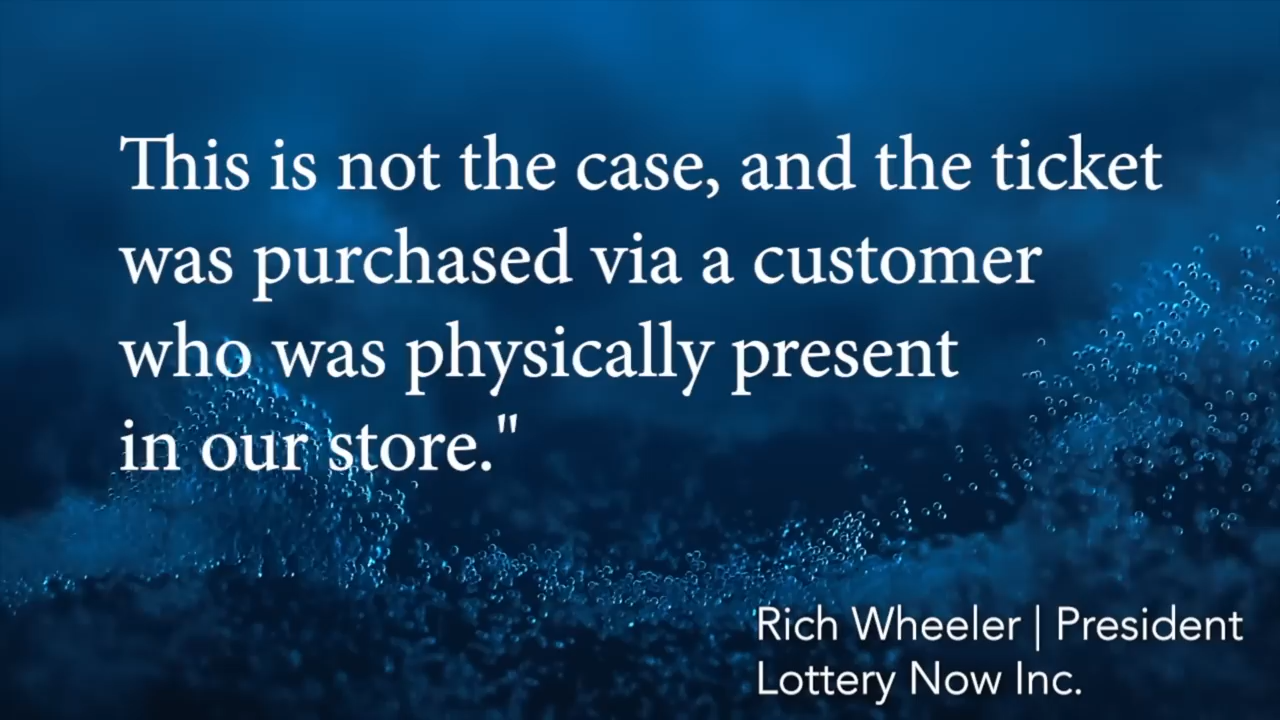 This is not the case, and the ticket
was purchased via a customer
who was physically present
in our store."
Rich Wheeler | President
Lottery Now Inc.